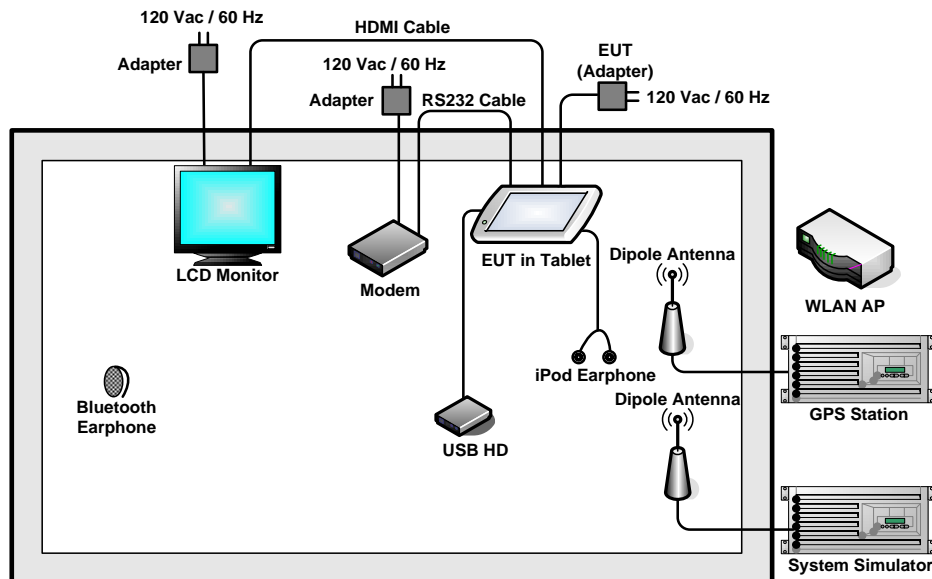 120 Vac / 60 Hz
Adapter
HDMI Cable
120 Vac / 60 Hz
Adapter
RS232 Cable
EUT
(Adapter)
120 Vac / 60 Hz
LCD Monitor
Modem
EUT in Tablet
Dipole Antenna
WLAN AP
iPod Earphone
Bluetooth
Earphone
USB HD
Dipole Antenna
GPS Station
System Simulator